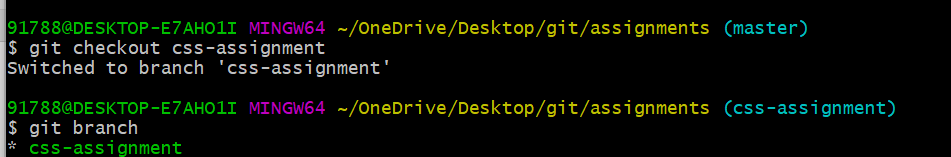 91788@DESKTOP-E7AHO1I MINGW64 ~/OneDrive/Desktop/git/assignments (master)
$ git checkout css-assignment
Switched to branch 'css-assignment'
91788@DESKTOP-E7AHO1I MINGW64 ~/OneDrive/Desktop/git/assignments (css-assignment)
$ git branch
* css-assignment